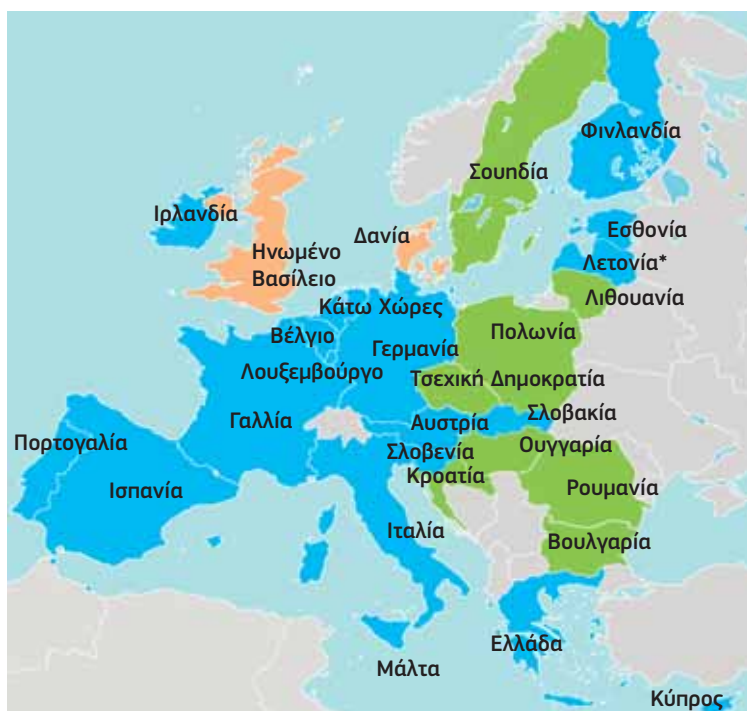 Φινλανδία
Σουηδία
Ιρλανδία
Εσθονία
Δανία
Ηνωμένο
Βασίλειο
Λετονία*
Λιθουανία
Κάτω Χώρες
Πολωνία
Βέλγιο
Γερμανία
Λουξεμβούργο
Τσεχική Δημοκρατία
Γαλλία
Αυστρία
Σλοβακία
Πορτογαλία
Σλοβενία
Ουγγαρία
Κροατία
Ισπανία
Ρουμανία
Ιταλία
Βουλγαρία
Ελλάδα
Μάλτα
Κύπρος